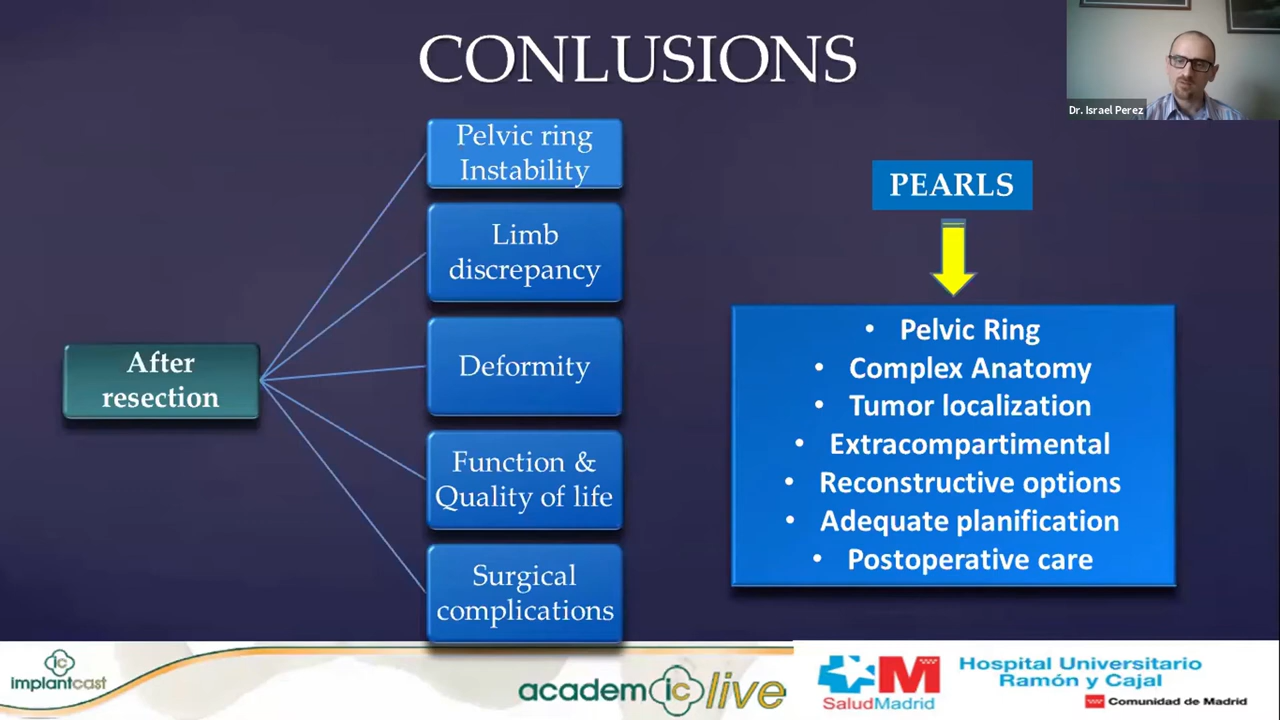 CONLUSIONS
Dr. Israel Perez
After
resection
Pelvic ring
Instability
Limb
discrepancy
Deformity
Function &
Quality of life
Surgical
complications
PEARLS
• Pelvic Ring
• Complex Anatomy
• Tumor localization
• Extracompartimental
• Reconstructive options
• Adequate planification
• Postoperative care
ic
implantcast
academic live
SaludMadrid
M
Hospital Universitario
Ramón y Cajal
Comunidad de Madrid